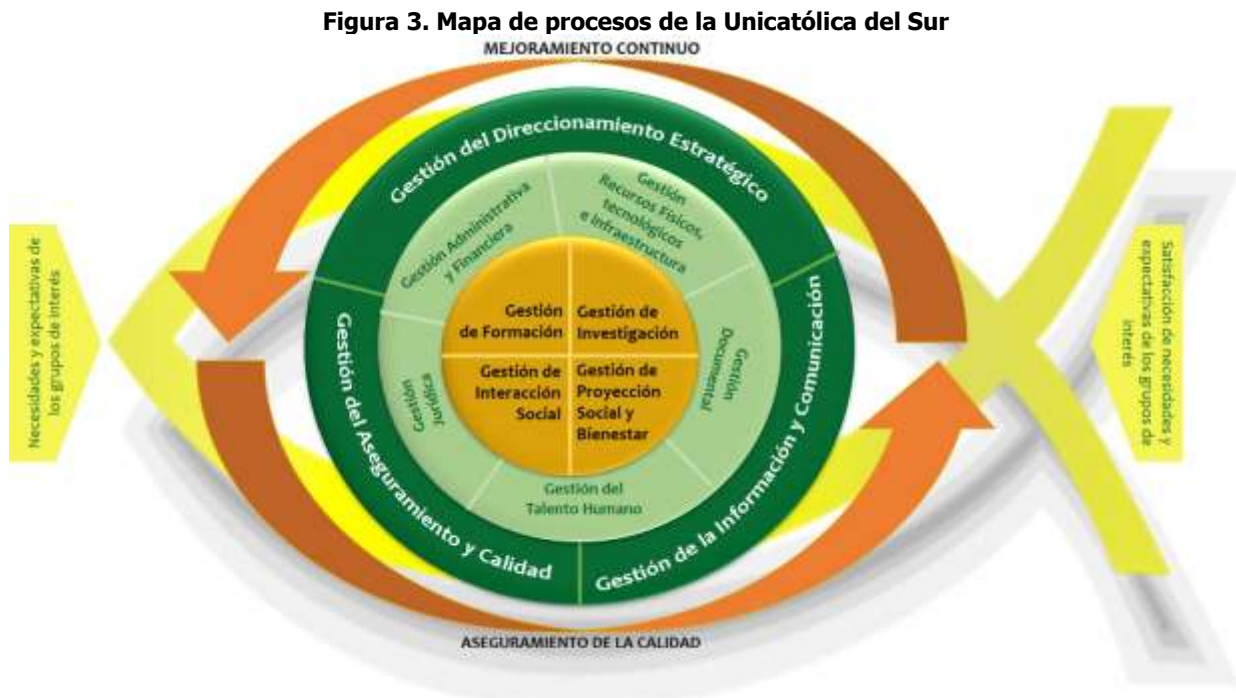 Figura 3. Mapa de procesos de la Unicatólica del Sur
MEJORAMIENTO CONTINUO
Necesidades y expectativas de
los grupos de interés
Gestión del Direccionamiento Estratégico
Gestión Administrativa
y Financiera
Gestión
Recursos Físicos,
tecnológicos
e Infraestructura
Gestión
de Formación
Gestión de
Investigación
Gestión de
Interacción
Social
Gestión de
Proyección
Social y
Bienestar
Gestión
Jurídica
Gestión
Documental
Gestión del
Talento Humano
Gestión del Aseguramiento y Calidad
Gestión de la Información y Comunicación
Satisfacción de necesidades y
expectativas de los grupos de
interés
ASEGURAMIENTO DE LA CALIDAD